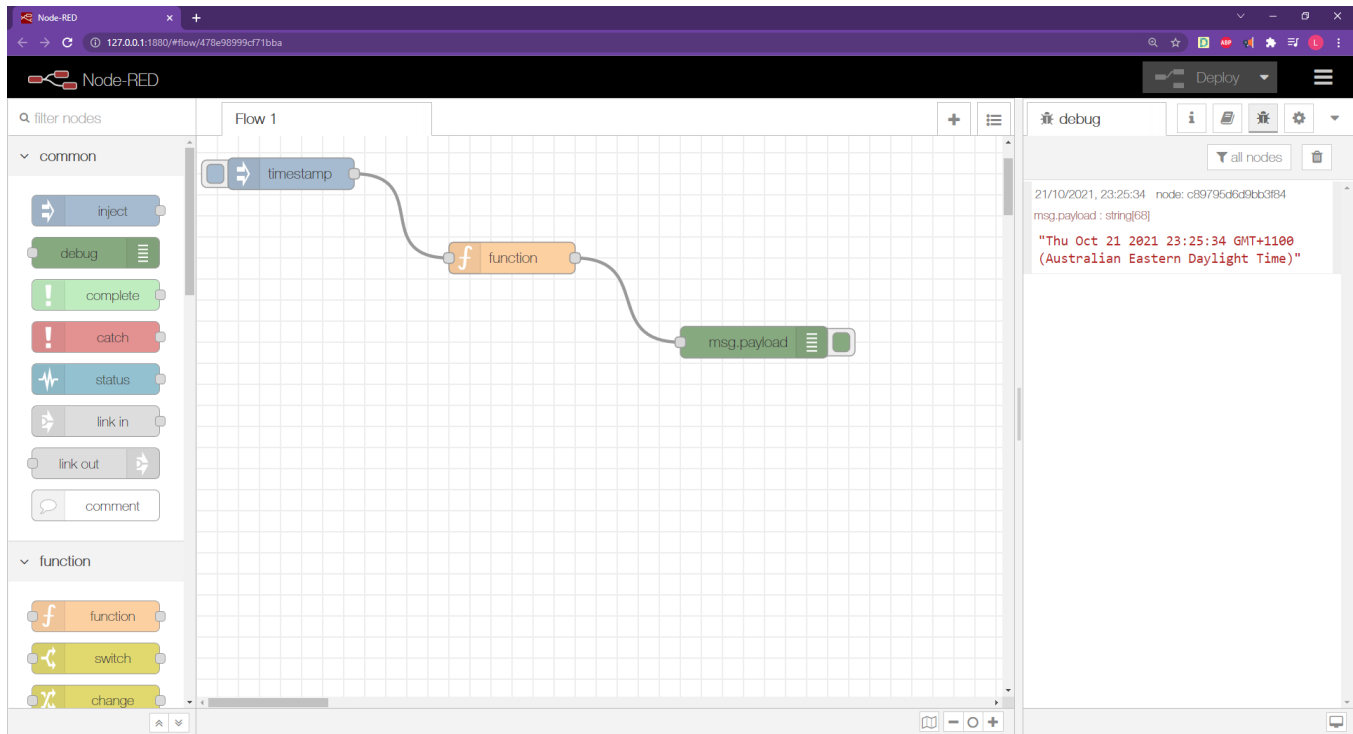 Node-RED
127.0.0.1:1880/#flow/478e98999cf71bba
ABP
L
Node-RED
Deploy
filter nodes
Flow 1
debug
i
all nodes
common
inject
debug
complete
catch
status
link in
link out
comment
function
function
switch
change
timestamp
function
msg.payload
21/10/2021, 23:25:34 node: c89795d6d9bb3f84
msg.payload : string[68]
"Thu Oct 21 2021 23:25:34 GMT+1100
(Australian Eastern Daylight Time)"